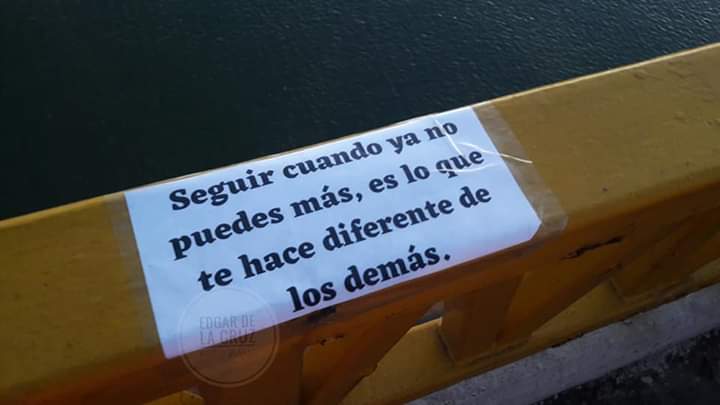 Seguir cuando ya no
puedes más, es lo que
te hace diferente de
los demás.
EDGAR DE
LA CRUZ